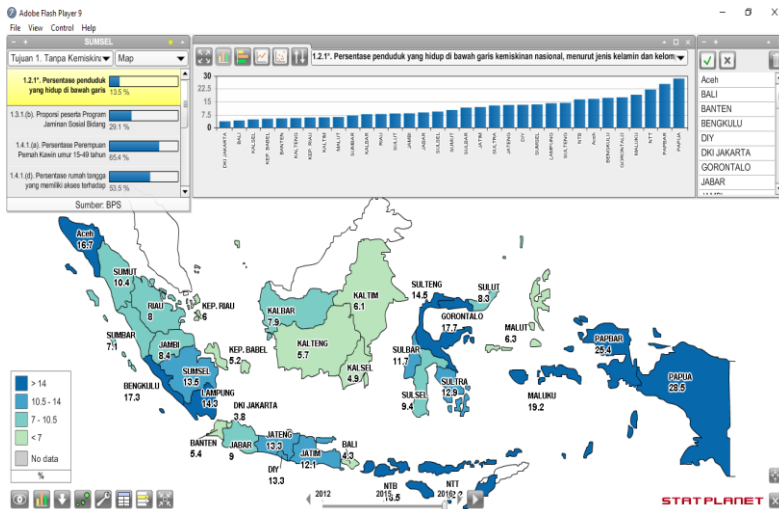 Adobe Flash Player 9
File View Control Help
SUMSEL
Tujuan 1. Tanpa Kemiskin
Map
1.2.1*. Persentase penduduk
yang hidup di bawah garis
13.5 %
1.3.1.(b). Proporsi peserta Program
Jaminan Sosial Bidang
29.1 %
1.4.1.(a). Persentase Perempuan
Pernah Kawin umur 15-49 tahun
65.4 %
1.4.1.(d). Persentase rumah tangga
yang memiliki akses terhadap
53.5 %
Sumber: BPS
1.2.1*. Persentase penduduk yang hidup di bawah garis kemiskinan nasional, menurut jenis kelamin dan kelom
30
22.5
15
7.5
0
DKI JAKARTA
BALI
KALSEL
KEP. BABEL
BANTEN
KALTENG
KEP. RIAU
KALTIM
MALUT
SUMBAR
KALBAR
RIAU
SULUT
JAMBI
JABAR
SULSEL
SUMUT
SULBAR
JATIM
SULTRA
JATENG
DIY
SUMSEL
LAMPUNG
SULTENG
NTB
Aceh
BENGKULU
GORONTALO
MALUKU
NTT
PAPBAR
PAPUA
Aceh
BALI
BANTEN
BENGKULU
DIY
DKI JAKARTA
GORONTALO
JABAR
JAMBI
Aceh
16.7
SUMUT
10.4
RIAU
8
KEP. RIAU
6
SUMBAR
7.1
JAMBI
8.4
KEP. BABEL
5.2
SUMSEL
13.5
BENGKULU
17.3
LAMPUNG
14.3
DKI JAKARTA
3.8
BANTEN
5.4
JABAR
9
JATENG
13.3
DIY
13.3
JATIM
12.1
BALI
4.3
NTB
NTT
KALBAR
7.9
KALTENG
5.7
KALTIM
6.1
KALSEL
4.9
SULTENG
14.5
SULUT
8.3
GORONTALO
17.7
SULBAR
11.7
SULSEL
9.4
SULTRA
12.9
MALUT
6.3
MALUKU
19.2
PAPBAR
25.4
PAPUA
28.5
> 14
10.5 - 14
7 - 10.5
< 7
No data
%
2012
2015
STATPLANET